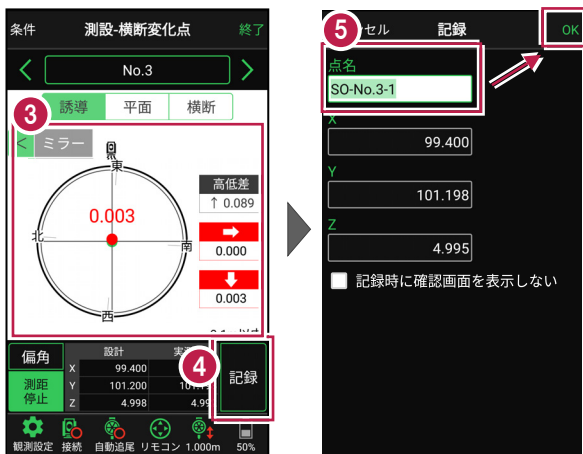 条件 測設-横断変化点 終了
< No.3 >
誘導 平面 横断
3
< ミラー
東
北
南
西
0.003
高低差
↑ 0.089
0.000
0.003
偏角
測距
停止
設計
X 99.400
Y 101.200
Z 4.998
4
記録
観測設定 接続 自動追尾 リモコン 1.000m 50%
5
セル 記録 OK
点名
SO-No.3-1
X
99.400
Y
101.198
Z
4.995
記録時に確認画面を表示しない